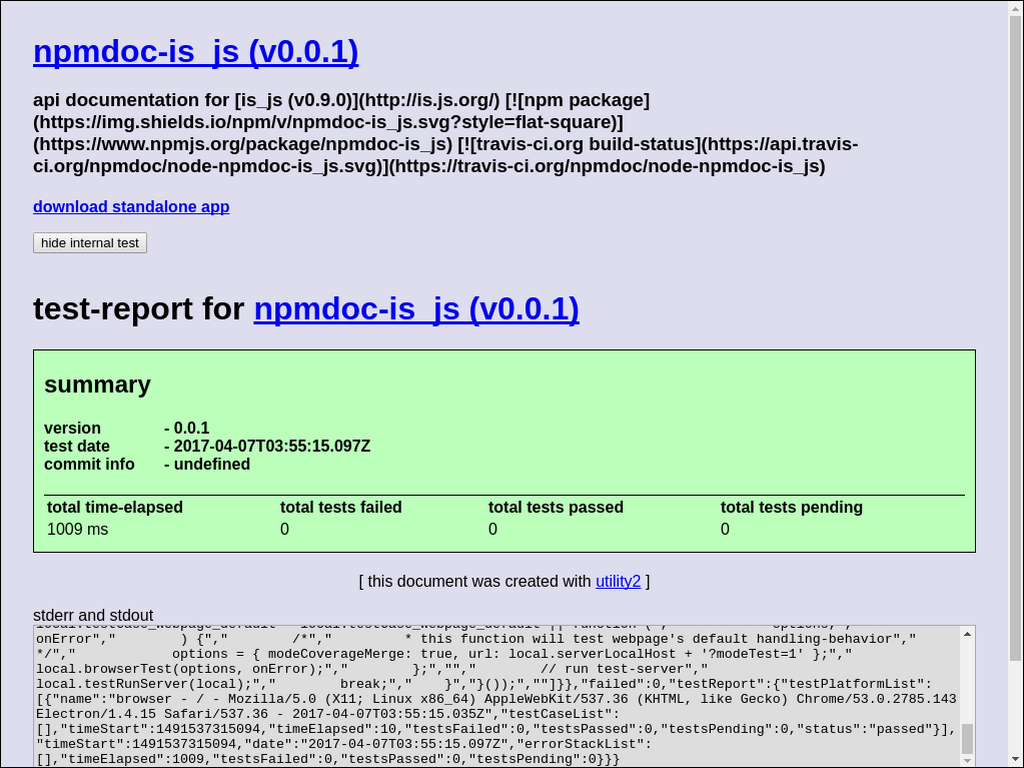 npmdoc-is_js (v0.0.1)
api documentation for [is_js (v0.9.0)](http://is.js.org/) [![npm package]
(https://img.shields.io/npm/v/npmdoc-is_js.svg?style=flat-square)]
(https://www.npmjs.org/package/npmdoc-is_js) [![travis-ci.org build-status](https://api.travis-
ci.org/npmdoc/node-npmdoc-is_js.svg)](https://travis-ci.org/npmdoc/node-npmdoc-is_js)
download standalone app
hide internal test
test-report for npmdoc-is_js (v0.0.1)
summary
version - 0.0.1
test date - 2017-04-07T03:55:15.097Z
commit info - undefined
total time-elapsed total tests failed total tests passed total tests pending
1009 ms 0 0 0
[ this document was created with utility2 ]
stderr and stdout
local.testCase_webpage_default = local.testCase_webpage_default || function (","            options,","
onError","        ) {","        /*","         * this function will test webpage's default handling-behavior","
*/","            options = { modeCoverageMerge: true, url: local.serverLocalHost + '?modeTest=1' };","
local.browserTest(options, onError);","        };","","        // run test-server","
local.testRunServer(local);","        break;","    }","}());",""]}},"failed":0,"testReport":{"testPlatformList":
[{"name":"browser - / - Mozilla/5.0 (X11; Linux x86_64) AppleWebKit/537.36 (KHTML, like Gecko) Chrome/53.0.2785.143
Electron/1.4.15 Safari/537.36 - 2017-04-07T03:55:15.035Z","testCaseList":
[],"timeStart":1491537315094,"timeElapsed":10,"testsFailed":0,"testsPassed":0,"testsPending":0,"status":"passed"}],
"timeStart":1491537315094,"date":"2017-04-07T03:55:15.097Z","errorStackList":
[],"timeElapsed":1009,"testsFailed":0,"testsPassed":0,"testsPending":0}}}